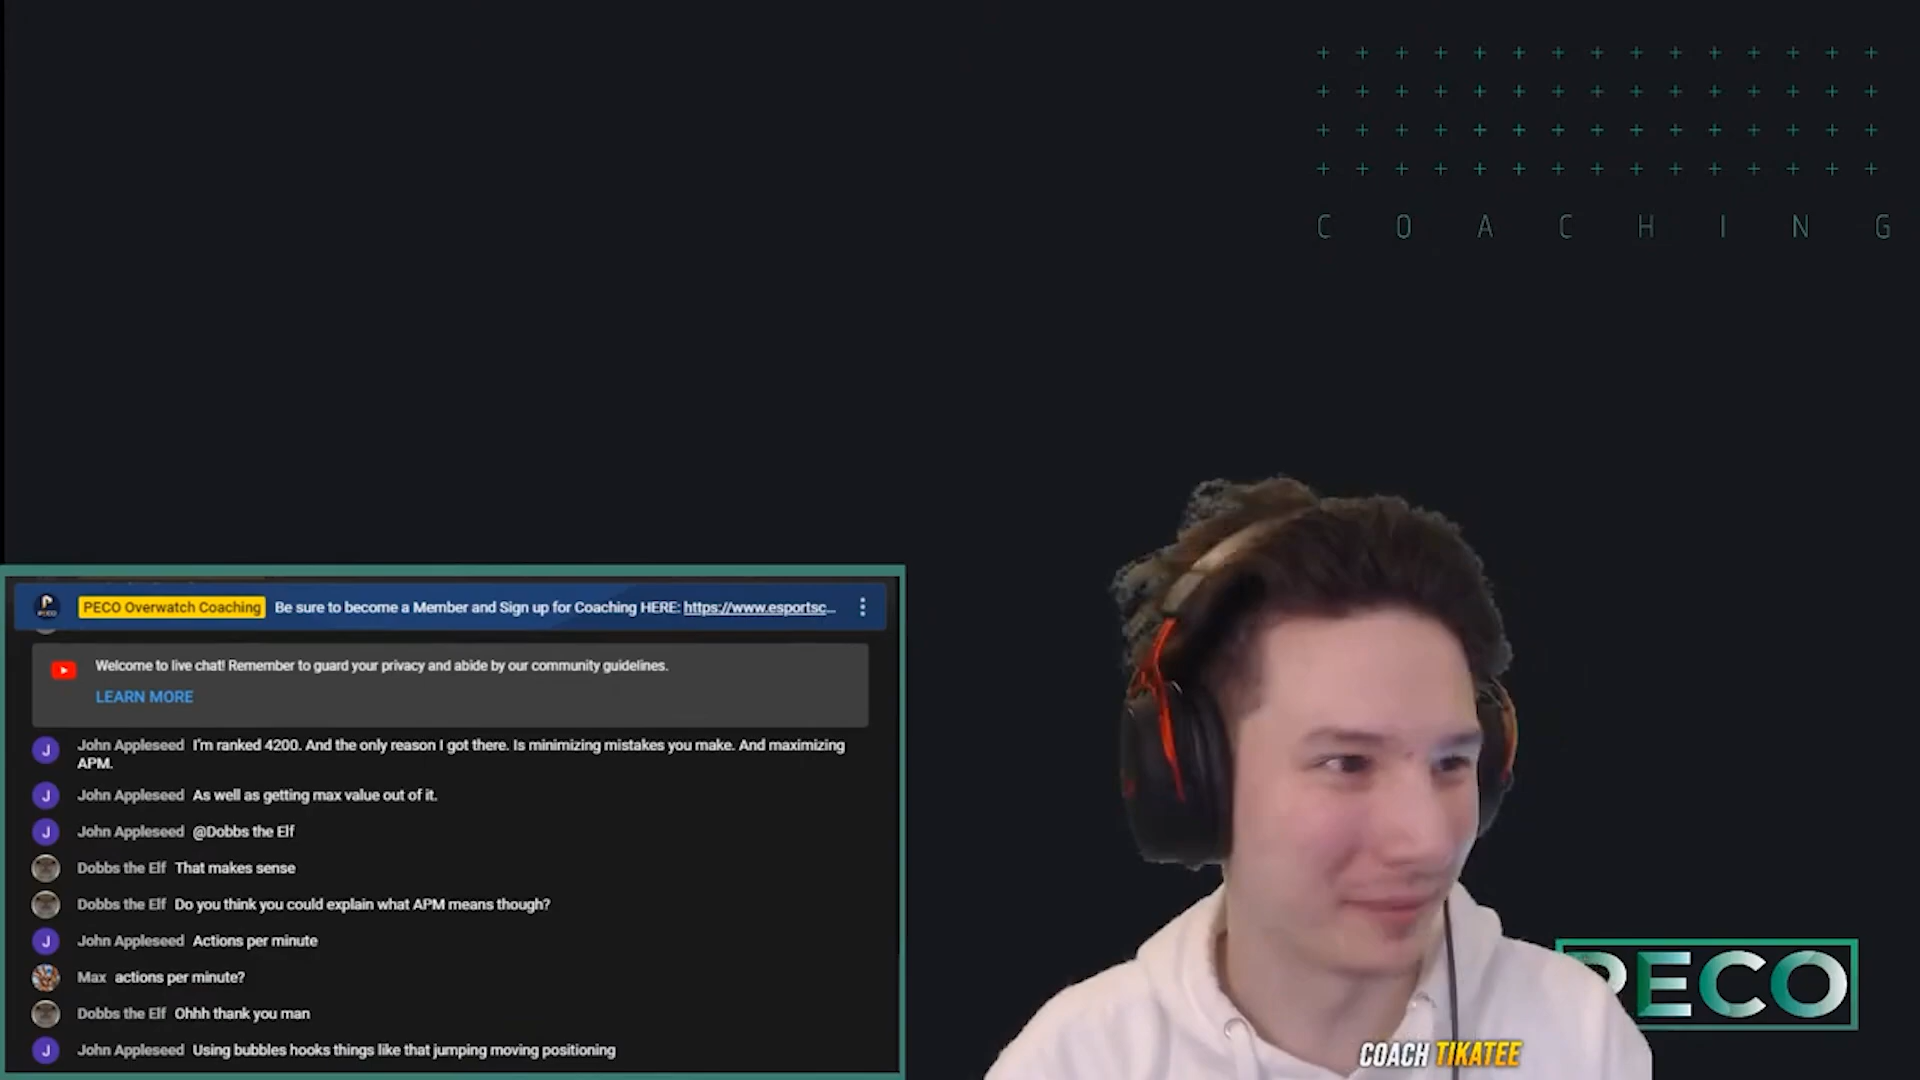 C O A C H I N G
PECO Overwatch Coaching Be sure to become a Member and Sign up for Coaching HERE: https://www.esportsc...
Welcome to live chat! Remember to guard your privacy and abide by our community guidelines.
LEARN MORE
J John Appleseed I'm ranked 4200. And the only reason I got there. Is minimizing mistakes you make. And maximizing
APM.
J John Appleseed As well as getting max value out of it.
J John Appleseed @Dobbs the Elf
Dobbs the Elf That makes sense
Dobbs the Elf Do you think you could explain what APM means though?
J John Appleseed Actions per minute
Max actions per minute?
Dobbs the Elf Ohhh thank you man
J John Appleseed Using bubbles hooks things like that jumping moving positioning
PECO
COACH TIKATEE